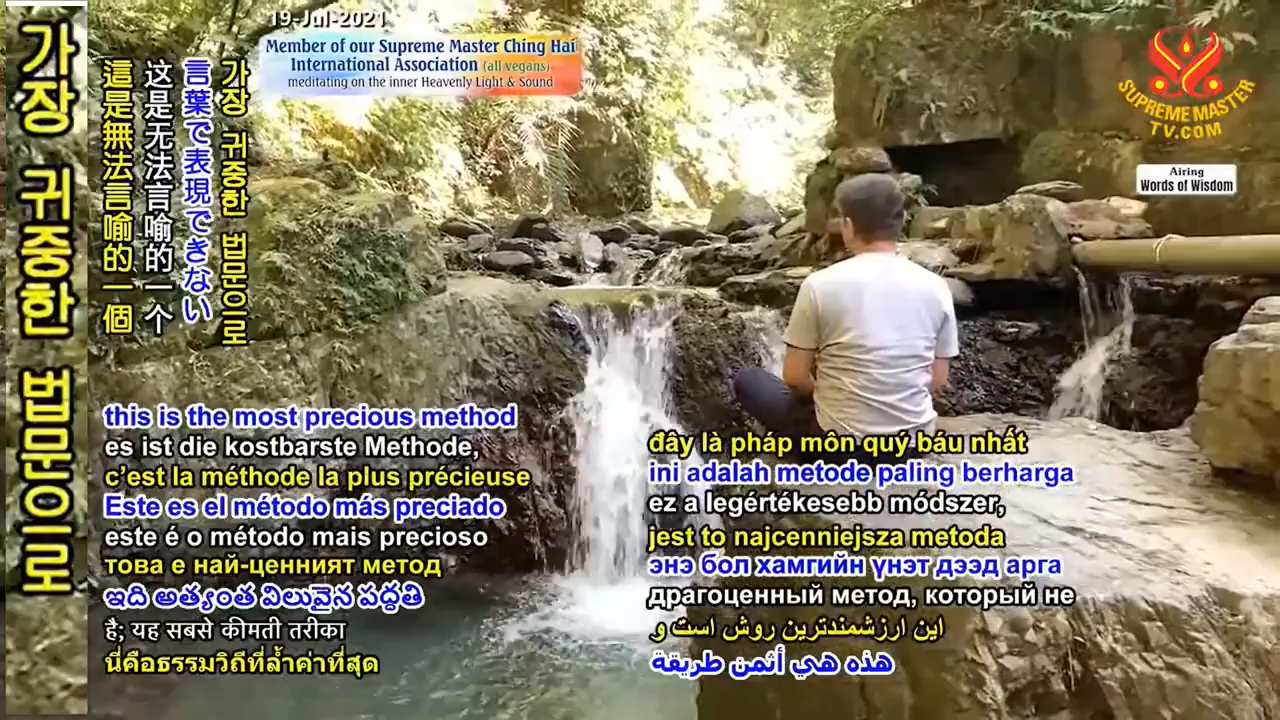 19-Jul-2021
Member of our Supreme Master Ching Hai
International Association (all vegans)
meditating on the inner Heavenly Light & Sound
SUPREME MASTER
TV.COM
Airing
Words of Wisdom
가장 귀중한 법문으로
這是無法言喻的一個
这是无法言喻的一个
言葉で表現できない
가장 귀중한 법문으로
this is the most precious method
es ist die kostbarste Methode,
c’est la méthode la plus précieuse
Este es el método más preciado
este é o método mais precioso
това е най-ценният метод
ఇది అత్యంత విలువైన పద్ధతి
है; यह सबसे कीमती तरीका
นี่คือธรรมวิถีที่ล้ำค่าที่สุด
đây là pháp môn quý báu nhất
ini adalah metode paling berharga
ez a legértékesebb módszer,
jest to najcenniejsza metoda
энэ бол хамгийн үнэт дээд арга
драгоценный метод, который не
این ارزشمندترین روش است و
هذه هي أثمن طريقة